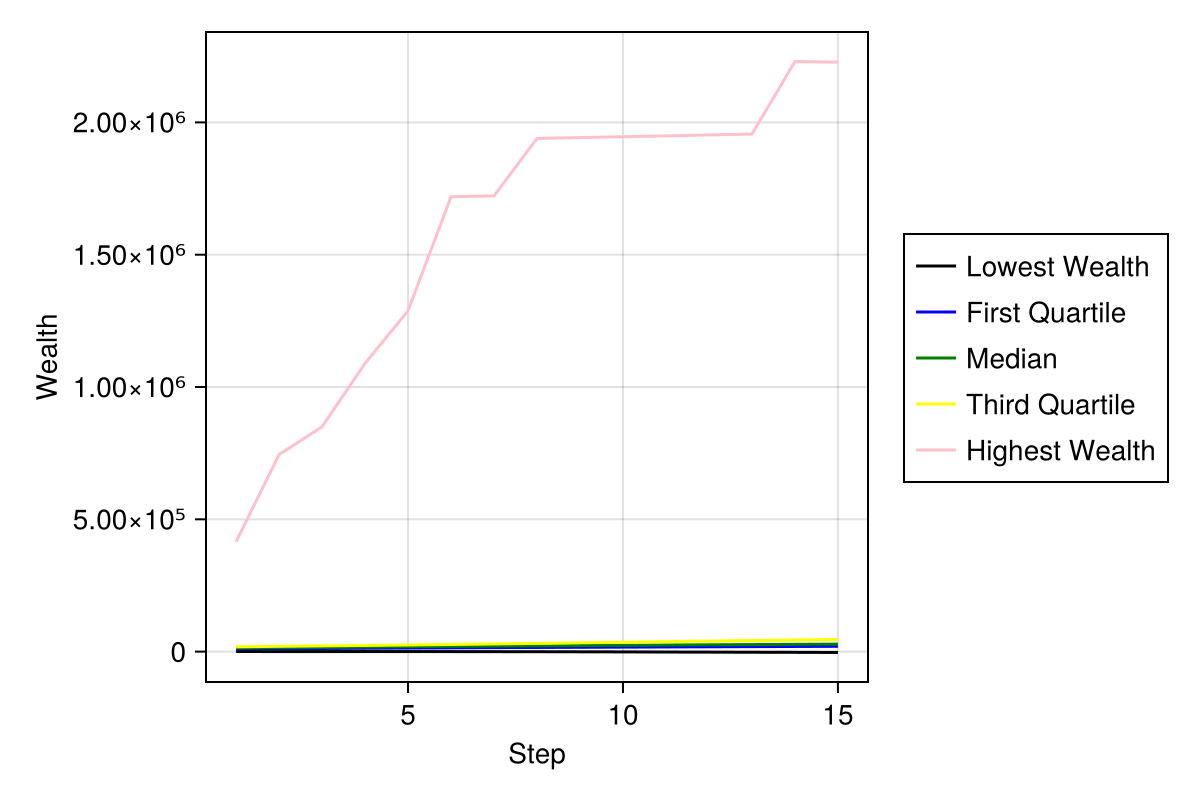 2.00×10⁶
1.50×10⁶
1.00×10⁶
5.00×10⁵
0
Wealth
5 10 15
Step
Lowest Wealth
First Quartile
Median
Third Quartile
Highest Wealth